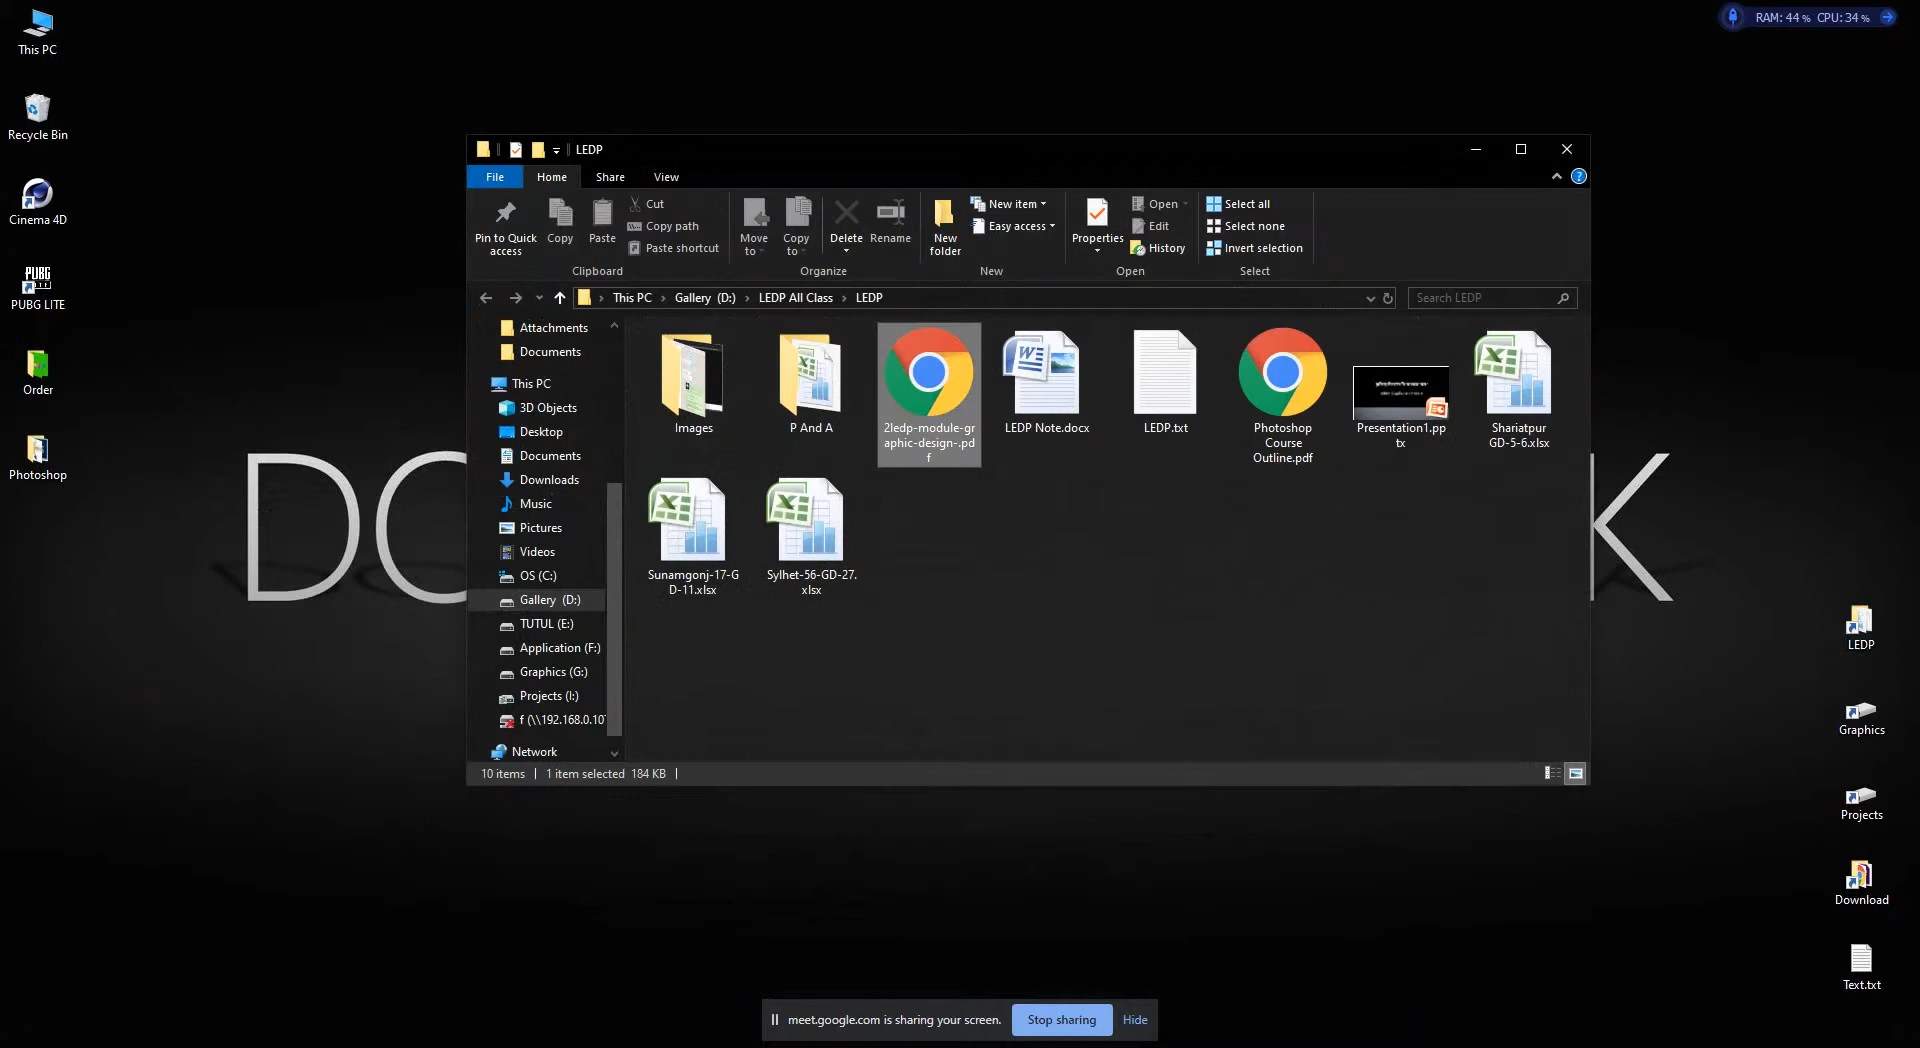 This PC
Recycle Bin
Cinema 4D
PUBG
LITE
PUBG LITE
Order
Photoshop
RAM: 44 % CPU: 34 %
LEDP
File
Home
Share
View
Pin to Quick
access
Copy
Paste
Cut
Copy path
Paste shortcut
Clipboard
Move
to
Copy
to
Delete
Rename
Organize
New
folder
New item
Easy access
New
Properties
Open
Edit
History
Open
Select all
Select none
Invert selection
Select
This PC > Gallery (D:) > LEDP All Class > LEDP
Search LEDP
Attachments
Documents
This PC
3D Objects
Desktop
Documents
Downloads
Music
Pictures
Videos
OS (C:)
Gallery (D:)
TUTUL (E:)
Application (F:)
Graphics (G:)
Projects (I:)
f (\\192.168.0.10
Network
Images
P And A
2ledp-module-gr
aphic-design-.pd
f
LEDP Note.docx
LEDP.txt
Photoshop
Course
Outline.pdf
Presentation1.pp
tx
Shariatpur
GD-5-6.xlsx
Sunamgonj-17-G
D-11.xlsx
Sylhet-56-GD-27.
xlsx
10 items
1 item selected 184 KB
D
K
LEDP
Graphics
Projects
Download
Text.txt
meet.google.com is sharing your screen.
Stop sharing
Hide